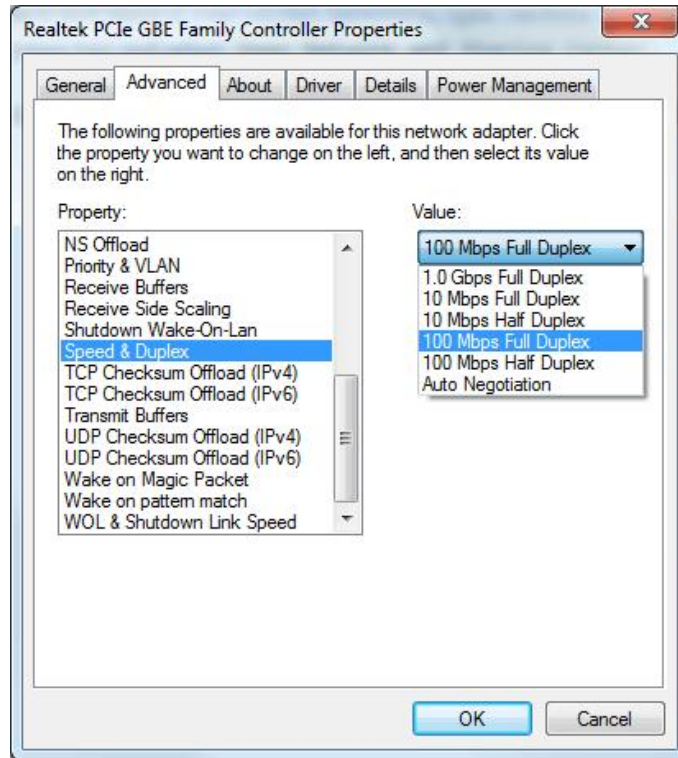 Realtek PCIe GBE Family Controller Properties
General Advanced About Driver Details Power Management
The following properties are available for this network adapter. Click
the property you want to change on the left, and then select its value
on the right.
Property:
NS Offload
Priority & VLAN
Receive Buffers
Receive Side Scaling
Shutdown Wake-On-Lan
Speed & Duplex
TCP Checksum Offload (IPv4)
TCP Checksum Offload (IPv6)
Transmit Buffers
UDP Checksum Offload (IPv4)
UDP Checksum Offload (IPv6)
Wake on Magic Packet
Wake on pattern match
WOL & Shutdown Link Speed
Value:
100 Mbps Full Duplex
1.0 Gbps Full Duplex
10 Mbps Full Duplex
10 Mbps Half Duplex
100 Mbps Full Duplex
100 Mbps Half Duplex
Auto Negotiation
OK Cancel